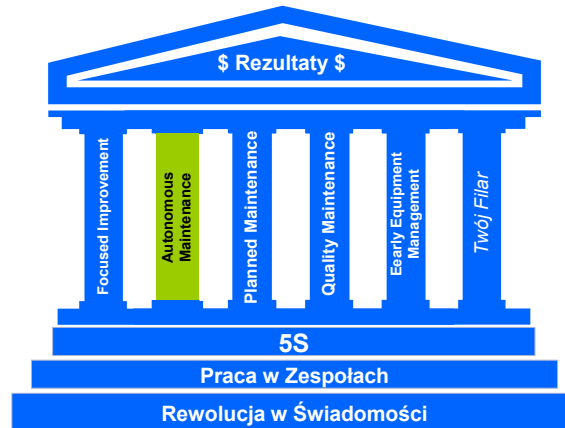 $ Rezultaty $
Focused Improvement
Autonomous
Maintenance
Planned Maintenance
Quality Maintenance
Eearly Equipment
Management
Twój Filar
5S
Praca w Zespołach
Rewolucja w Świadomości